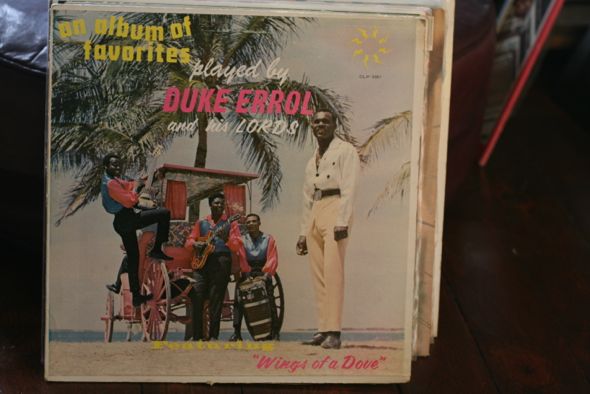 an album of
favorites
played by
DUKE ERROL
and his LORDS
Featuring
"Wings of a Dove"